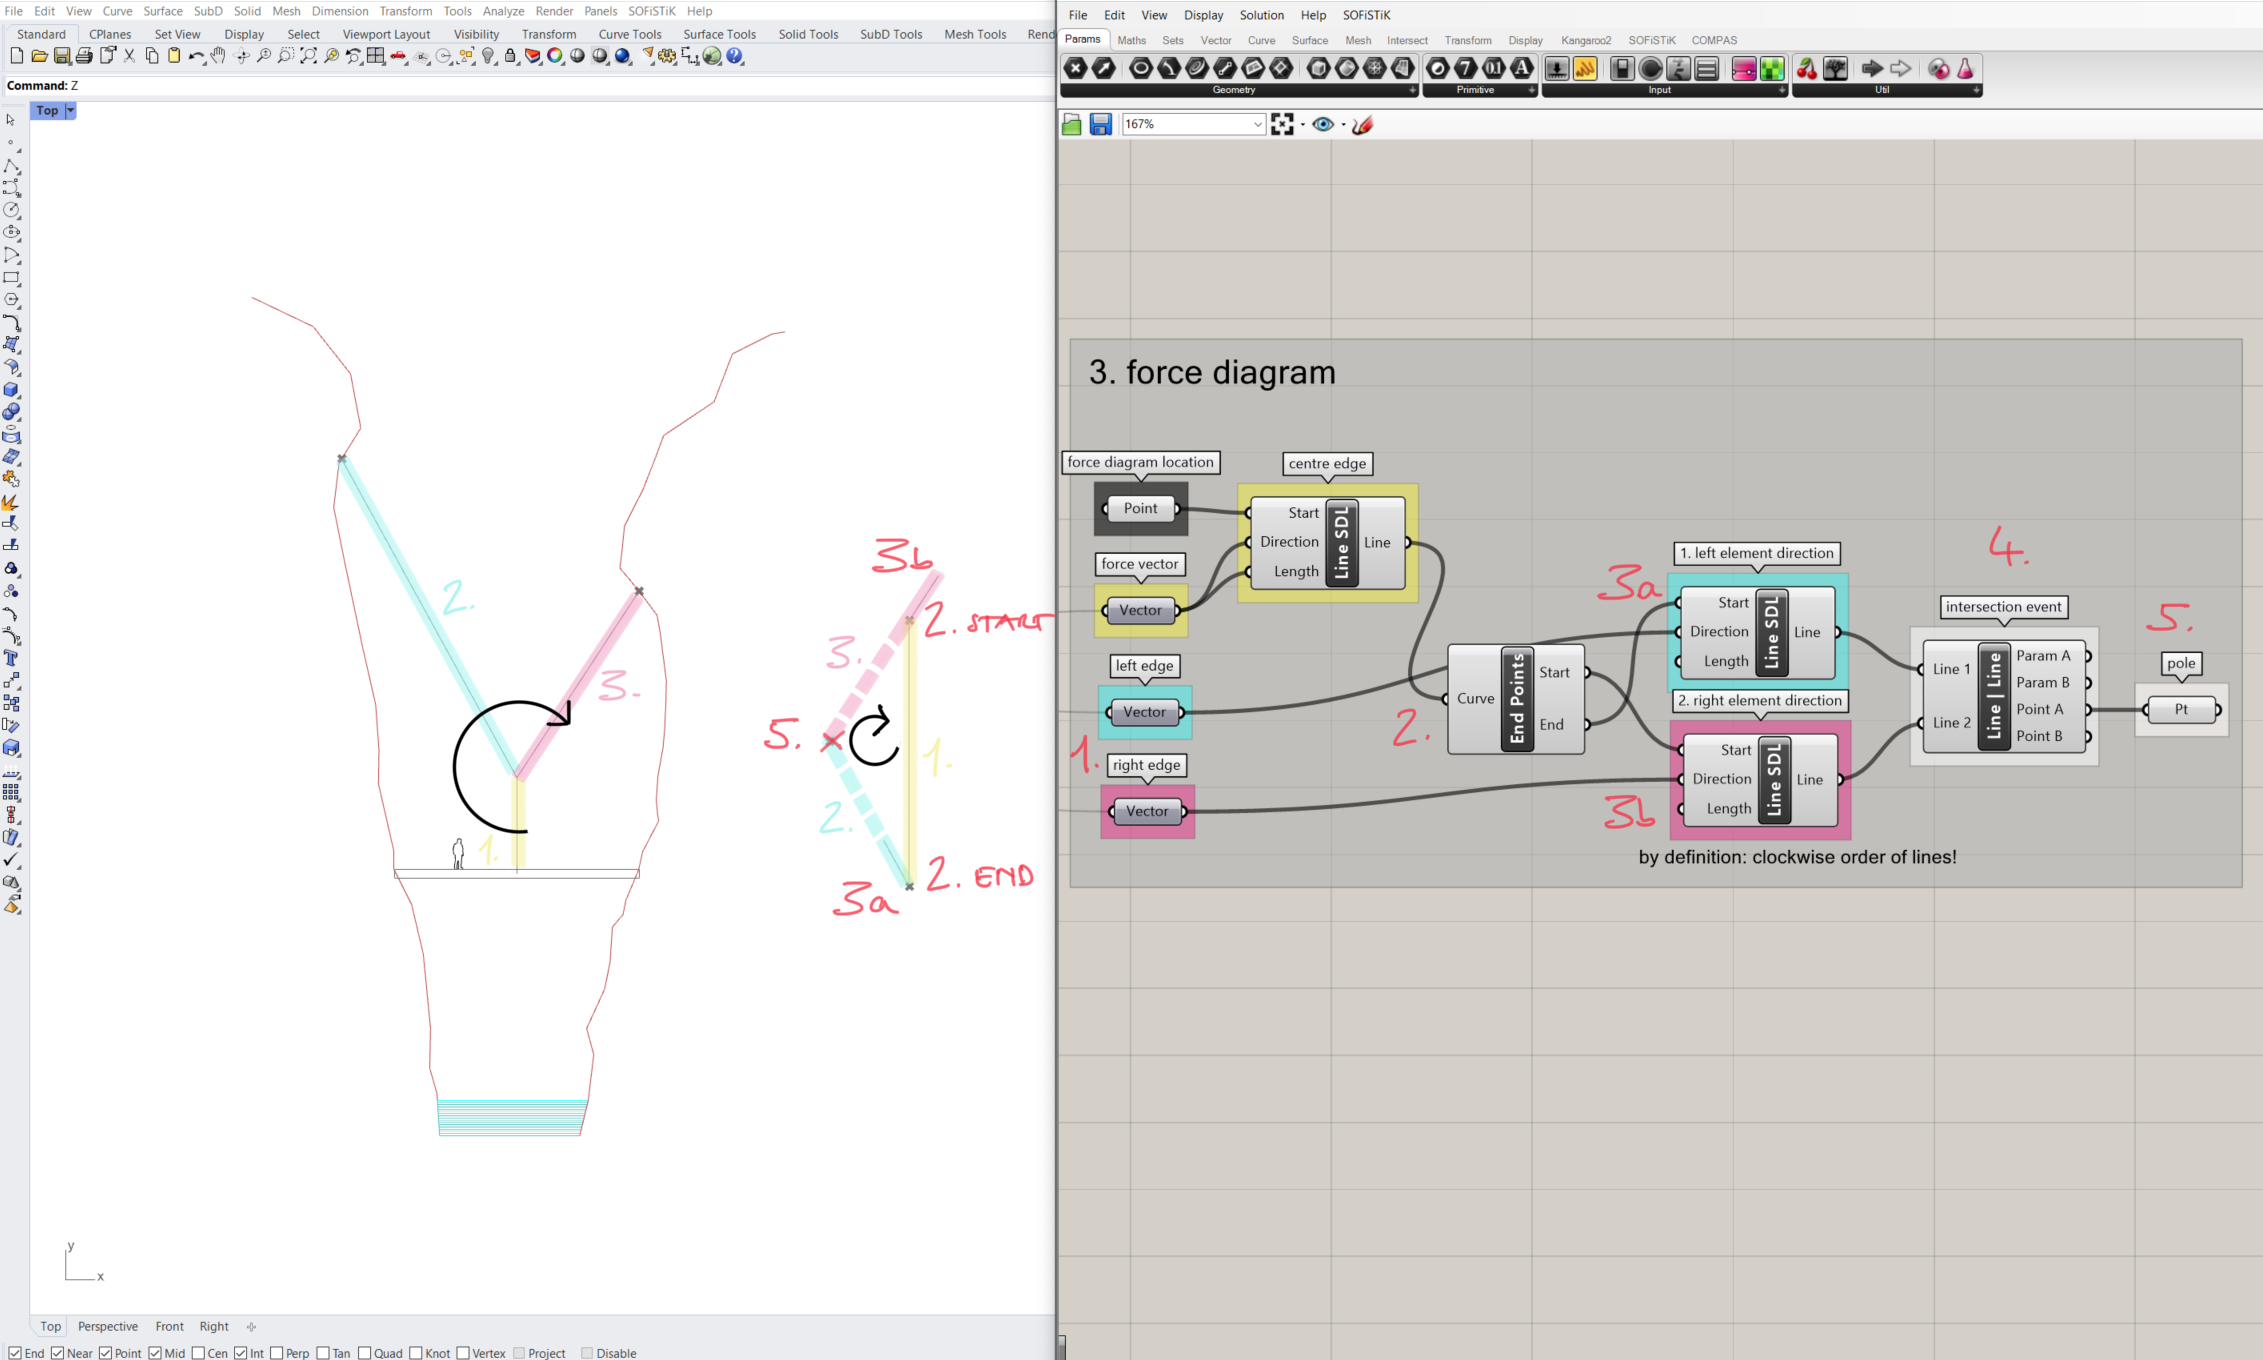 File Edit View Curve Surface SubD Solid Mesh Dimension Transform Tools Analyze Render Panels SOFiSTiK Help
Standard CPlanes Set View Display Select Viewport Layout Visibility Transform Curve Tools Surface Tools Solid Tools SubD Tools Mesh Tools Rend
Command: Z
Top
2.
3.
1.
3b
2. START
3.
5.
1.
2.
2. END
3a
y
x
Top Perspective Front Right
End Near Point Mid Cen Int Perp Tan Quad Knot Vertex Project Disable
File Edit View Display Solution Help SOFiSTiK
Params Maths Sets Vector Curve Surface Mesh Intersect Transform Display Kangaroo2 SOFiSTiK COMPAS
Geometry Primitive Input Util
167%
3. force diagram
force diagram location
Point
centre edge
Start
Direction
Length
Line SDL
Line
force vector
Vector
left edge
Vector
1.
right edge
Vector
2.
Curve
End Points
Start
End
3a
1. left element direction
Start
Direction
Length
Line SDL
Line
2. right element direction
3b
Start
Direction
Length
Line SDL
Line
by definition: clockwise order of lines!
4.
intersection event
Line 1
Line 2
Line | Line
Param A
Param B
Point A
Point B
5.
pole
Pt